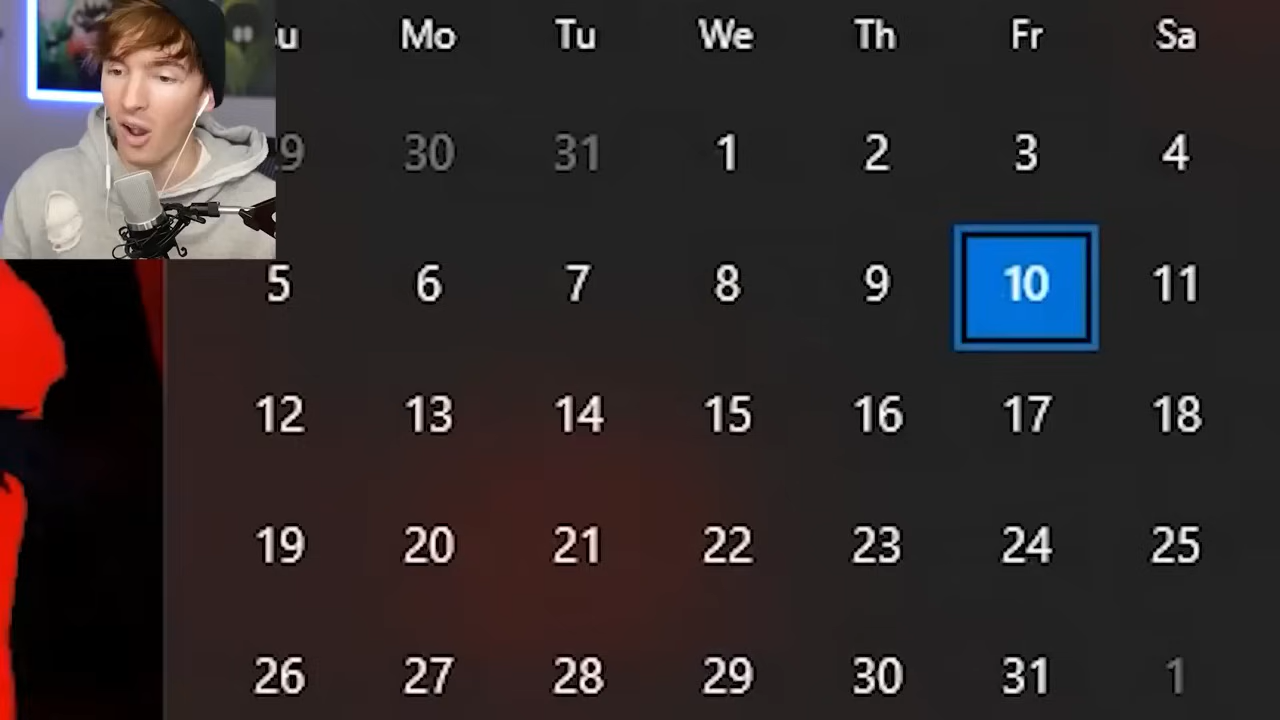 Mo Tu We Th Fr Sa
30 31 1 2 3 4
5 6 7 8 9 10 11
12 13 14 15 16 17 18
19 20 21 22 23 24 25
26 27 28 29 30 31 1